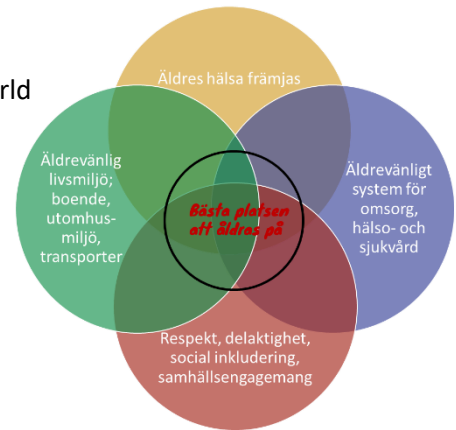 Äldres hälsa främjas
rld
Äldrevänlig
livsmiljö;
boende,
utomhus-
miljö,
transporter
Bästa platsen
att åldras på
Äldrevänligt
system för
omsorg,
hälso- och
sjukvård
Respekt, delaktighet,
social inkludering,
samhällsengagemang